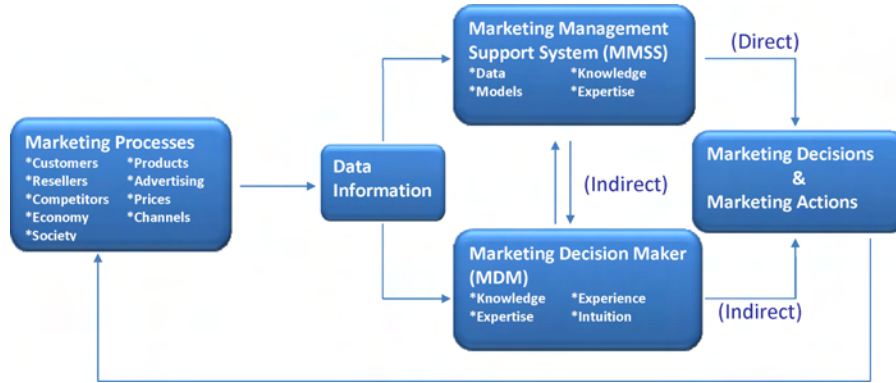 Marketing Management
Support System (MMSS)
*Data *Knowledge
*Models *Expertise
(Direct)
Marketing Processes
*Customers *Products
*Resellers *Advertising
*Competitors *Prices
*Economy *Channels
*Society
Data
Information
(Indirect)
Marketing Decisions
&
Marketing Actions
Marketing Decision Maker
(MDM)
*Knowledge *Experience
*Expertise *Intuition
(Indirect)